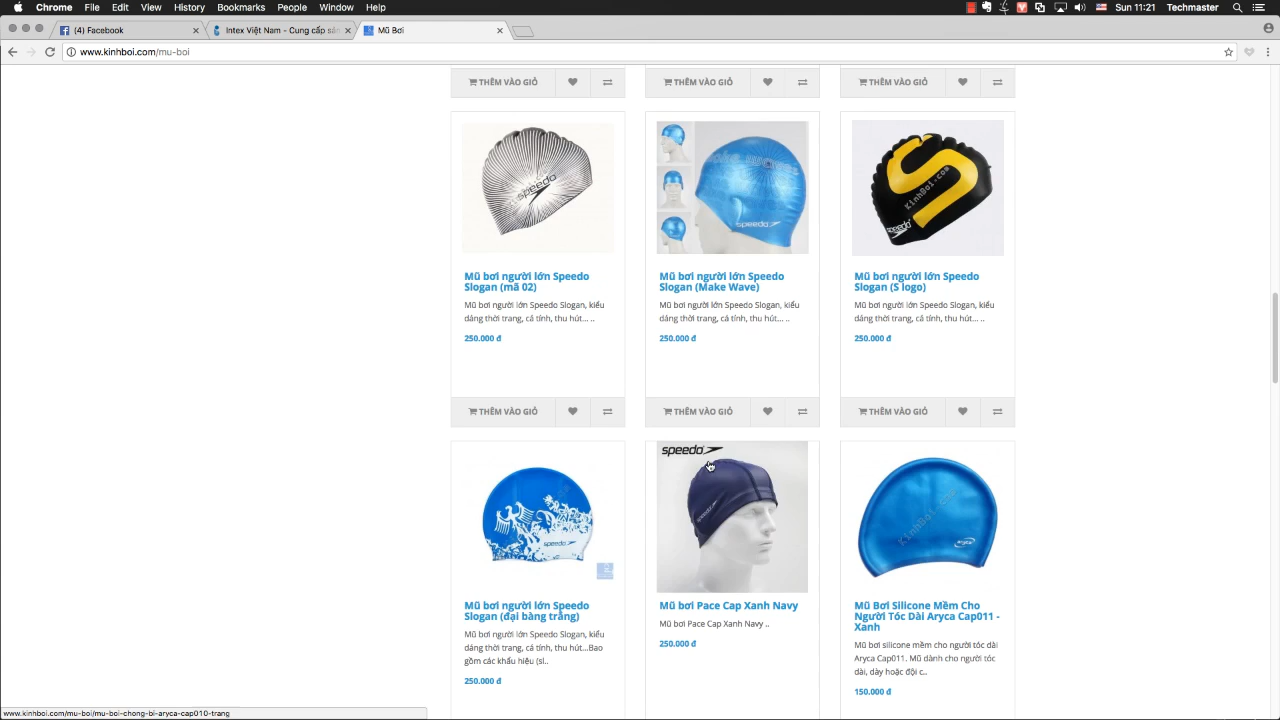 Chrome File Edit View History Bookmarks People Window Help
Sun 11:21 Techmaster
(4) Facebook
Intex Việt Nam - Cung cấp sản
Mũ Bơi
www.kinhboi.com/mu-boi
THÊM VÀO GIỎ THÊM VÀO GIỎ THÊM VÀO GIỎ
speedo
speedo
KinhBoi.com
speedo
Mũ bơi người lớn Speedo
Slogan (mã 02)
Mũ bơi người lớn Speedo Slogan, kiểu
dáng thời trang, cá tính, thu hút... ..
250.000 đ
Mũ bơi người lớn Speedo
Slogan (Make Wave)
Mũ bơi người lớn Speedo Slogan, kiểu
dáng thời trang, cá tính, thu hút... ..
250.000 đ
Mũ bơi người lớn Speedo
Slogan (S logo)
Mũ bơi người lớn Speedo Slogan, kiểu
dáng thời trang, cá tính, thu hút... ..
250.000 đ
THÊM VÀO GIỎ THÊM VÀO GIỎ THÊM VÀO GIỎ
speedo
speedo
speedo
KinhBoi.com
Mũ bơi người lớn Speedo
Slogan (đại bàng trắng)
Mũ bơi người lớn Speedo Slogan, kiểu
dáng thời trang, cá tính, thu hút...Bao
gồm các khẩu hiệu (sl..
250.000 đ
Mũ bơi Pace Cap Xanh Navy
Mũ bơi Pace Cap Xanh Navy ..
250.000 đ
Mũ Bơi Silicone Mềm Cho
Người Tóc Dài Aryca Cap011 -
Xanh
Mũ bơi silicone mềm cho người tóc dài
Aryca Cap011. Mũ dành cho người tóc
dài, dày hoặc đội c..
150.000 đ
www.kinhboi.com/mu-boi/mu-boi-chong-bi-aryca-cap010-trang